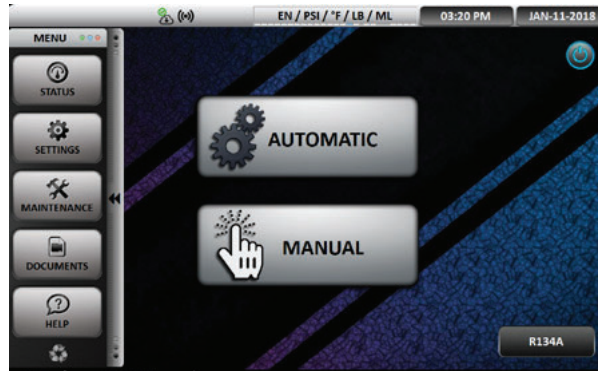 EN / PSI / °F / LB / ML
03:20 PM
JAN-11-2018
MENU
STATUS
SETTINGS
MAINTENANCE
DOCUMENTS
HELP
AUTOMATIC
MANUAL
R134A